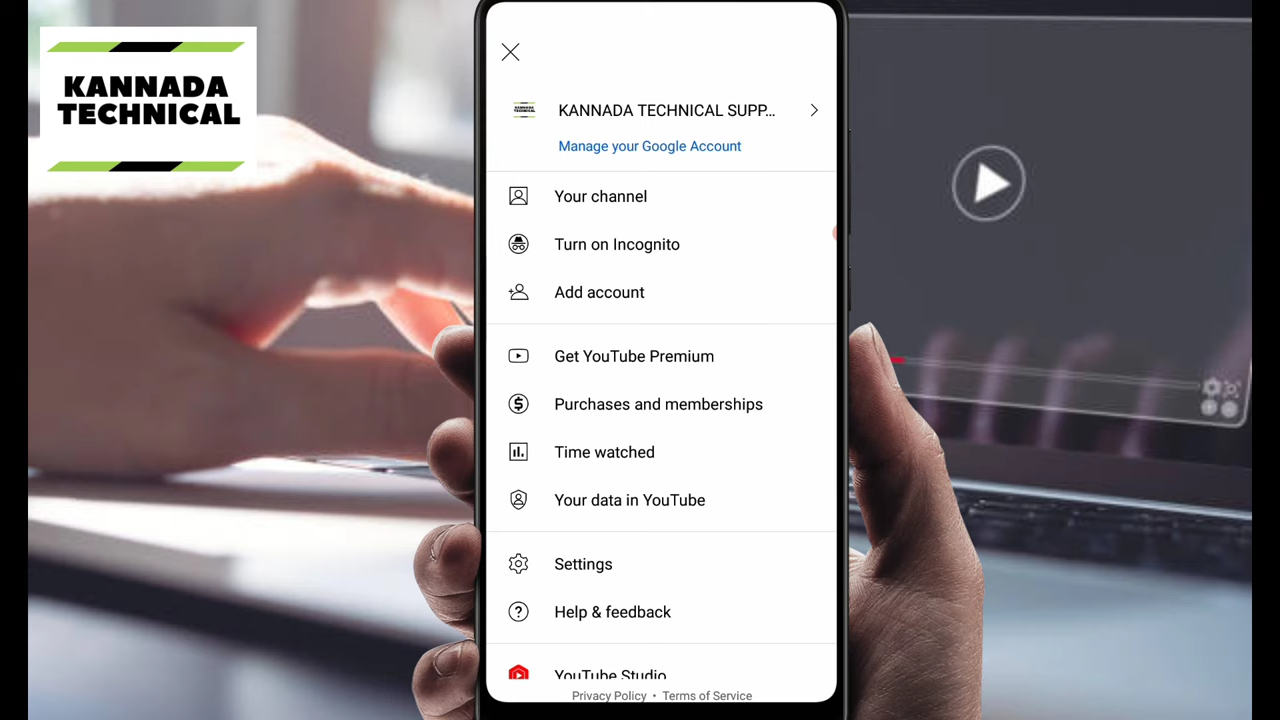 KANNADA
TECHNICAL
KANNADA TECHNICAL SUPP...
Manage your Google Account
Your channel
Turn on Incognito
Add account
Get YouTube Premium
Purchases and memberships
Time watched
Your data in YouTube
Settings
Help & feedback
YouTube Studio
Privacy Policy • Terms of Service